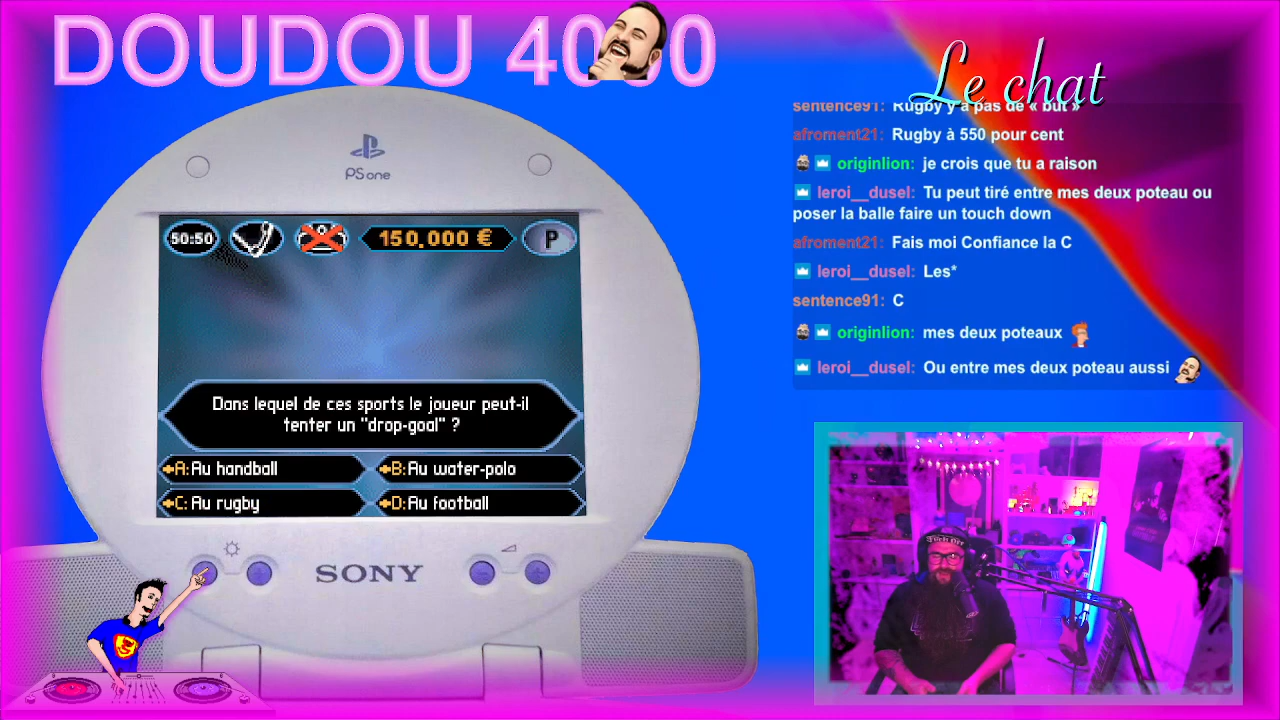 DOUDOU 4000
Le chat
sentence91: Rugby y a pas de « but »
afroment21: Rugby à 550 pour cent
originlion: je crois que tu a raison
leroi__dusel: Tu peut tiré entre mes deux poteau ou
poser la balle faire un touch down
afroment21: Fais moi Confiance la C
leroi__dusel: Les*
sentence91: C
originlion: mes deux poteaux
leroi__dusel: Ou entre mes deux poteau aussi
PS one
50:50
150.000 €
P
Dans lequel de ces sports le joueur peut-il
tenter un "drop-goal" ?
A: Au handball
B: Au water-polo
C: Au rugby
D: Au football
SONY